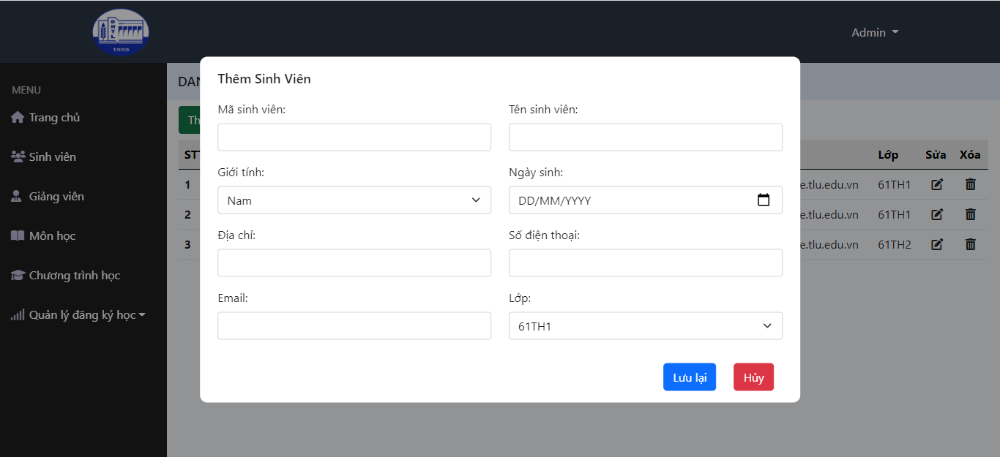 ĐHTL
1959
Admin
MENU
Trang chủ
Sinh viên
Giảng viên
Môn học
Chương trình học
Quản lý đăng ký học
DAN
Th
STT
Lớp Sửa Xóa
1 e.tlu.edu.vn 61TH1
2 e.tlu.edu.vn 61TH1
3 e.tlu.edu.vn 61TH2
Thêm Sinh Viên
Mã sinh viên: Tên sinh viên:
Giới tính: Ngày sinh:
Nam DD/MM/YYYY
Địa chỉ: Số điện thoại:
Email: Lớp:
61TH1
Lưu lại Hủy